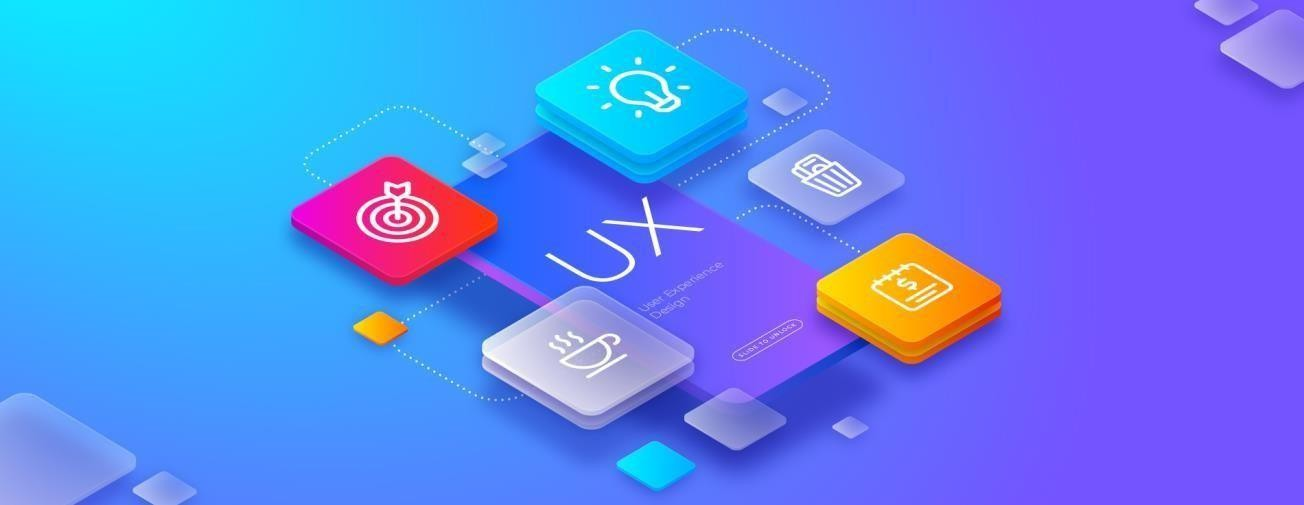 UX
User Experience
Design
SLIDE TO UNLOCK
$